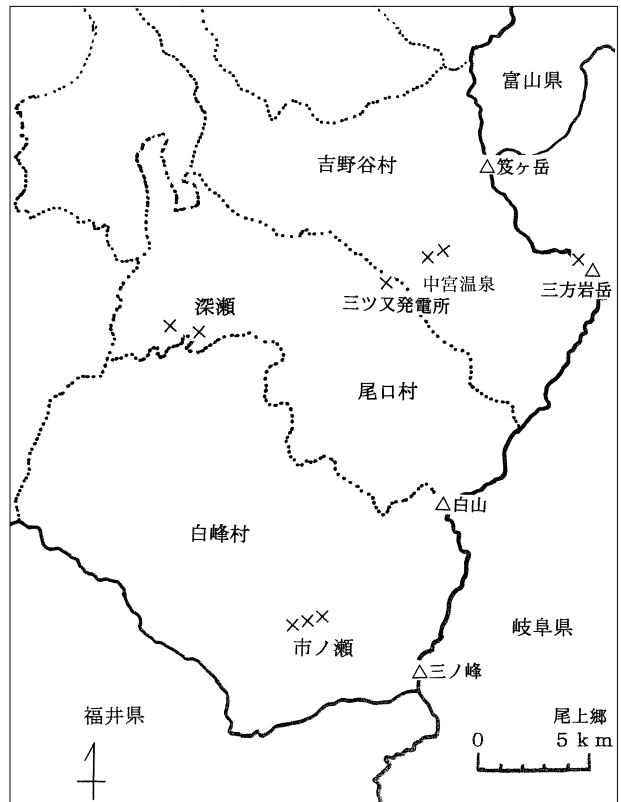 富山県
△笈ヶ岳
吉野谷村
中宮温泉
△
三方岩岳
三ツ又発電所
深瀬
尾口村
△白山
白峰村
市ノ瀬
岐阜県
△三ノ峰
福井県
尾上郷
0 5km